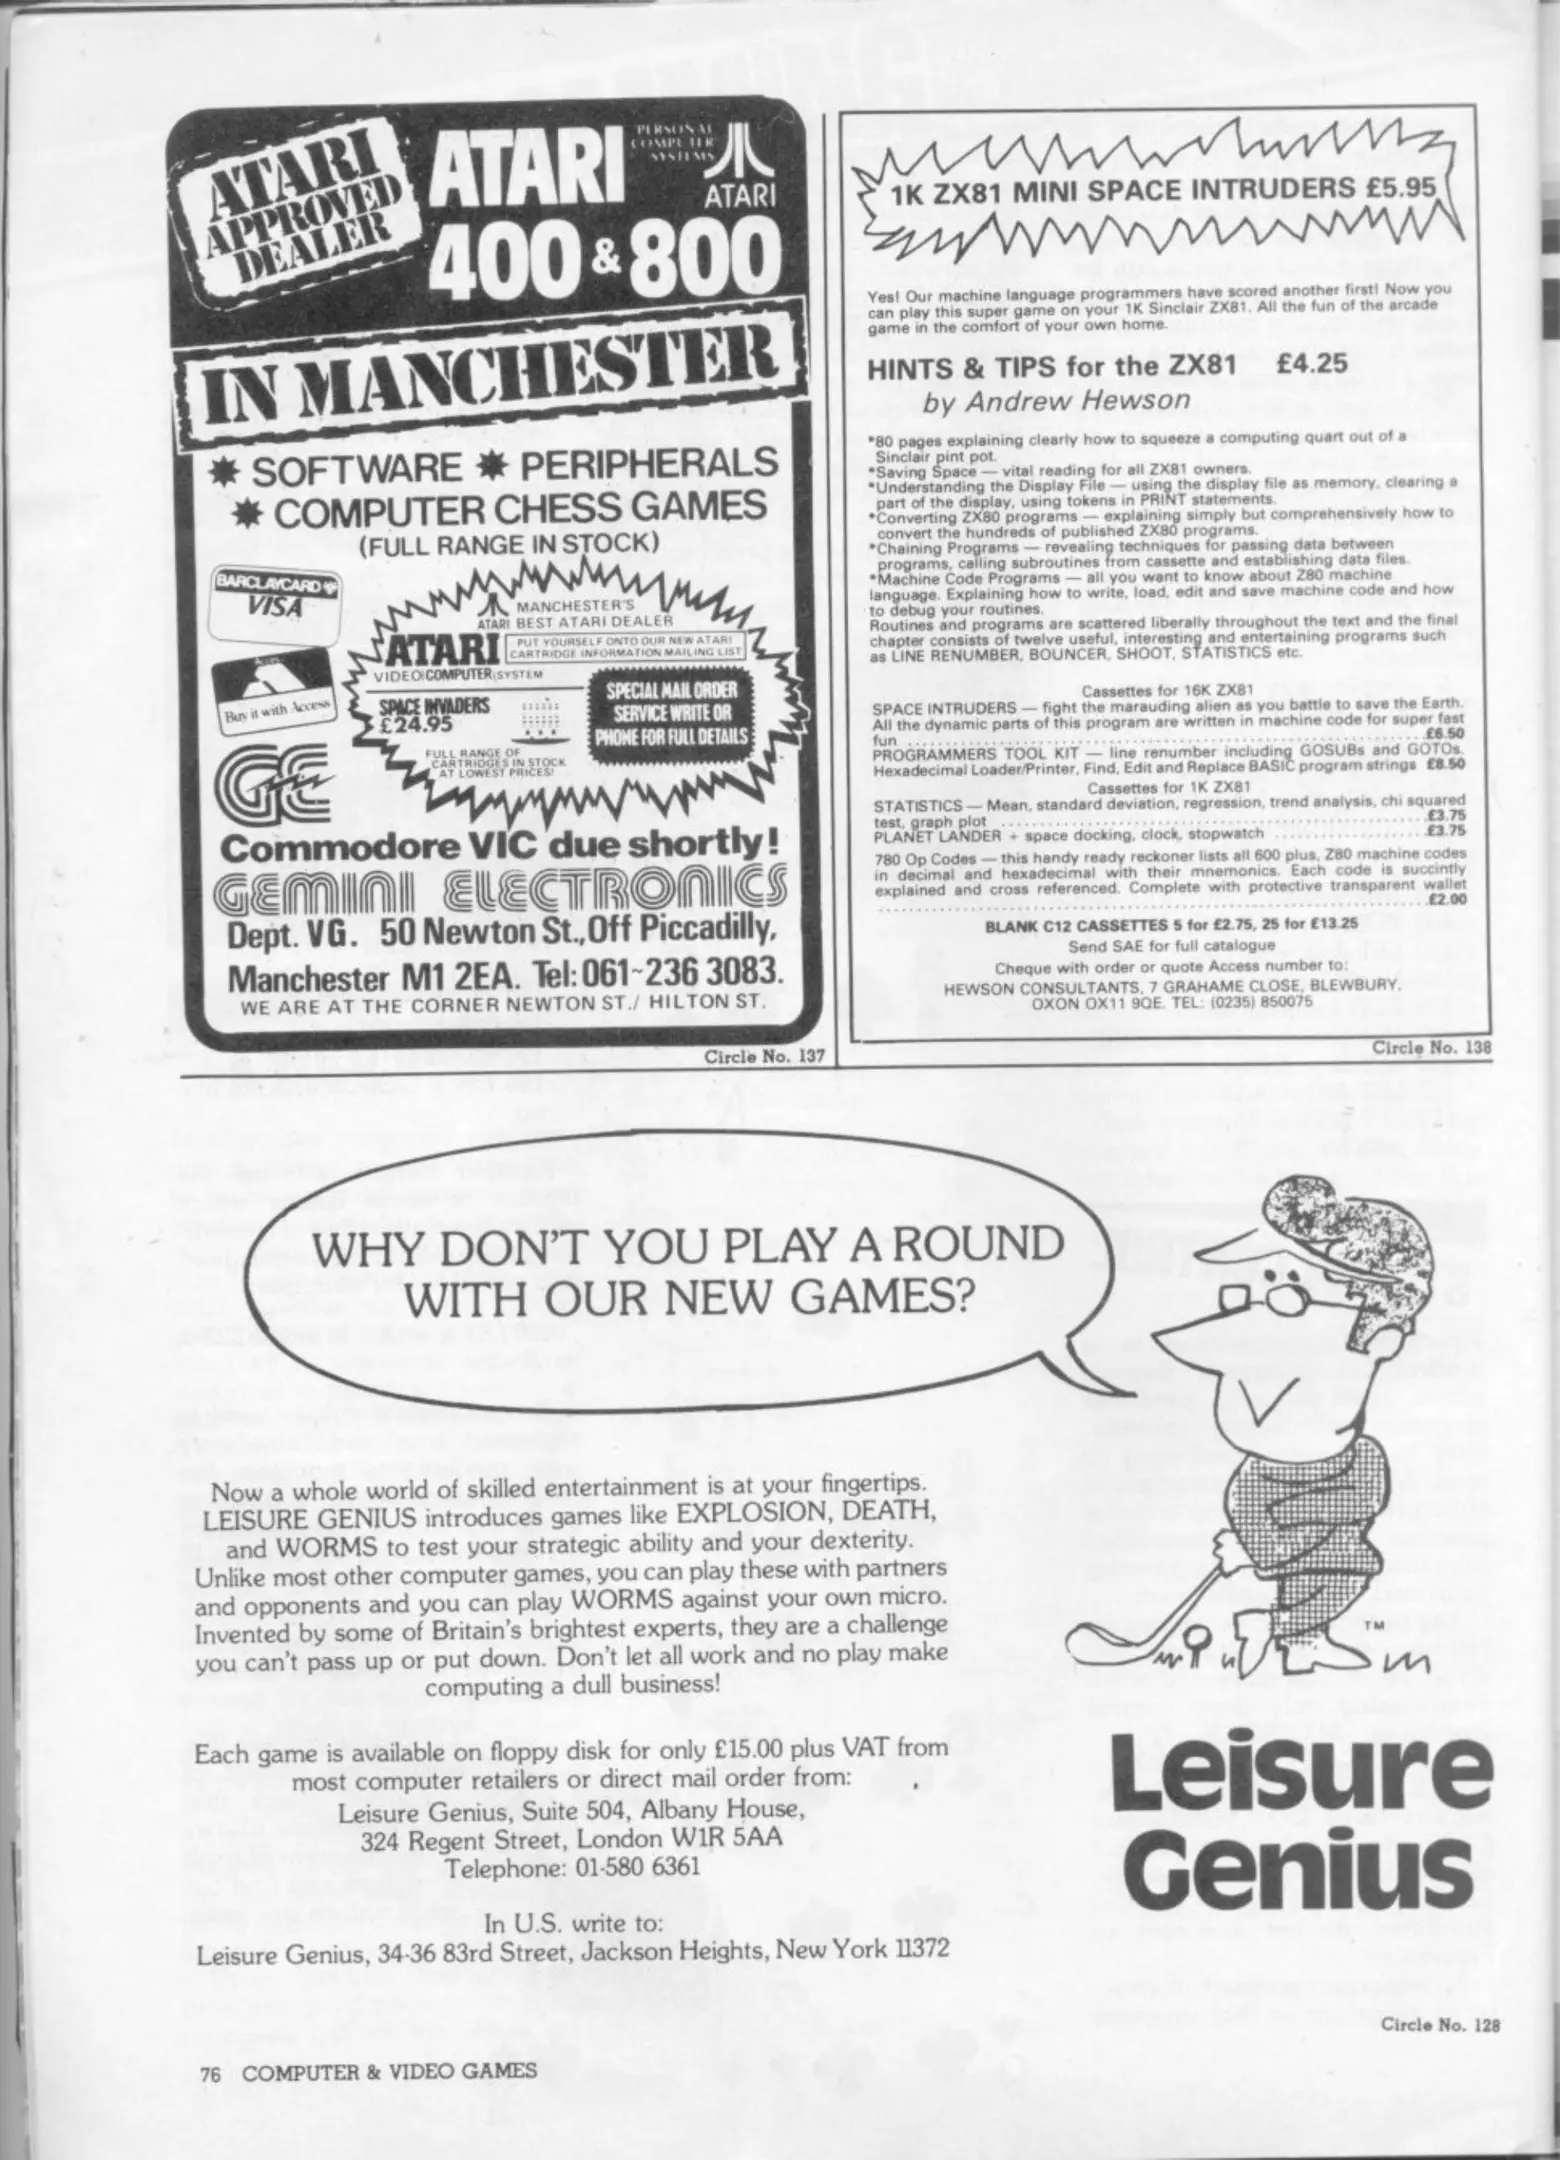 ATARI
APPROVED
DEALER
ATARI
PERSONAL
COMPUTER
SYSTEMS
ATARI
400 & 800
IN MANCHESTER
SOFTWARE PERIPHERALS
COMPUTER CHESS GAMES
(FULL RANGE IN STOCK)
BARCLAYCARD
VISA
Access
Buy it with Access
MANCHESTER'S
ATARI BEST ATARI DEALER
ATARI
PUT YOURSELF ONTO OUR NEW ATARI
CARTRIDGE INFORMATION MAILING LIST
VIDEO COMPUTER SYSTEM
SPACE INVADERS
£24.95
SPECIAL MAIL ORDER
SERVICE WRITE OR
PHONE FOR FULL DETAILS
FULL RANGE OF
CARTRIDGES IN STOCK
AT LOWEST PRICES!
GE
Commodore VIC due shortly!
GEMINI ELECTRONICS
Dept. VG. 50 Newton St., Off Piccadilly,
Manchester M1 2EA. Tel: 061~236 3083.
WE ARE AT THE CORNER NEWTON ST./ HILTON ST.
Circle No. 137
1K ZX81 MINI SPACE INTRUDERS £5.95
Yes! Our machine language programmers have scored another first! Now you
can play this super game on your 1K Sinclair ZX81. All the fun of the arcade
game in the comfort of your own home.
HINTS & TIPS for the ZX81 £4.25
by Andrew Hewson
*80 pages explaining clearly how to squeeze a computing quart out of a
Sinclair pint pot.
*Saving Space — vital reading for all ZX81 owners.
*Understanding the Display File — using the display file as memory, clearing a
part of the display, using tokens in PRINT statements.
*Converting ZX80 programs — explaining simply but comprehensively how to
convert the hundreds of published ZX80 programs.
*Chaining Programs — revealing techniques for passing data between
programs, calling subroutines from cassette and establishing data files.
*Machine Code Programs — all you want to know about Z80 machine
language. Explaining how to write, load, edit and save machine code and how
to debug your routines.
Routines and programs are scattered liberally throughout the text and the final
chapter consists of twelve useful, interesting and entertaining programs such
as LINE RENUMBER, BOUNCER, SHOOT, STATISTICS etc.
Cassettes for 16K ZX81
SPACE INTRUDERS — fight the marauding alien as you battle to save the Earth.
All the dynamic parts of this program are written in machine code for super fast
fun ........ £6.50
PROGRAMMERS TOOL KIT — line renumber including GOSUBs and GOTOs.
Hexadecimal Loader/Printer, Find, Edit and Replace BASIC program strings £8.50
Cassettes for 1K ZX81
STATISTICS — Mean, standard deviation, regression, trend analysis, chi squared
test, graph plot ........ £3.75
PLANET LANDER + space docking, clock, stopwatch ........ £3.75
780 Op Codes — this handy ready reckoner lists all 600 plus, Z80 machine codes
in decimal and hexadecimal with their mnemonics. Each code is succintly
explained and cross referenced. Complete with protective transparent wallet
........ £2.00
BLANK C12 CASSETTES 5 for £2.75, 25 for £13.25
Send SAE for full catalogue
Cheque with order or quote Access number to:
HEWSON CONSULTANTS, 7 GRAHAME CLOSE, BLEWBURY,
OXON OX11 9QE. TEL: (0235) 850075
Circle No. 138
WHY DON'T YOU PLAY A ROUND
WITH OUR NEW GAMES?
Now a whole world of skilled entertainment is at your fingertips.
LEISURE GENIUS introduces games like EXPLOSION, DEATH,
and WORMS to test your strategic ability and your dexterity.
Unlike most other computer games, you can play these with partners
and opponents and you can play WORMS against your own micro.
Invented by some of Britain's brightest experts, they are a challenge
you can't pass up or put down. Don't let all work and no play make
computing a dull business!
TM
Each game is available on floppy disk for only £15.00 plus VAT from
most computer retailers or direct mail order from:
Leisure Genius, Suite 504, Albany House,
324 Regent Street, London W1R 5AA
Telephone: 01-580 6361
In U.S. write to:
Leisure Genius, 34-36 83rd Street, Jackson Heights, New York 11372
Leisure
Genius
Circle No. 128
76 COMPUTER & VIDEO GAMES